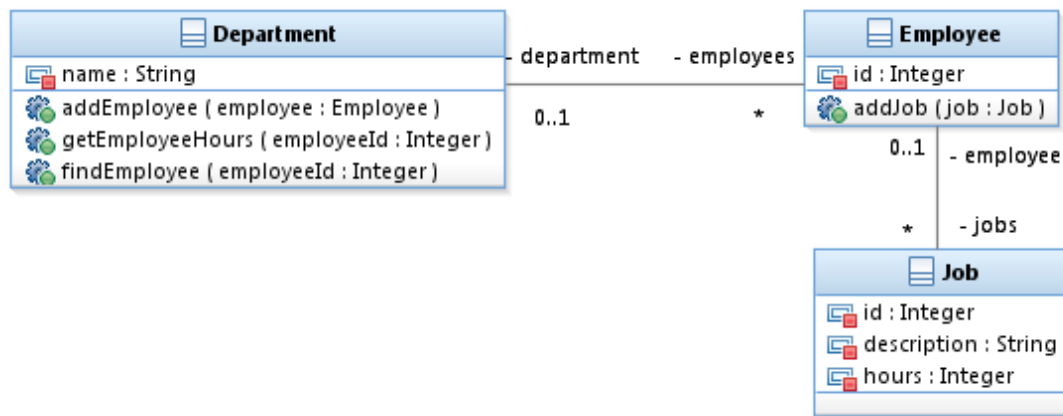 Department
name : String
addEmployee ( employee : Employee )
getEmployeeHours ( employeeId : Integer )
findEmployee ( employeeId : Integer )
- department
- employees
0..1
*
Employee
id : Integer
addJob ( job : Job )
0..1
- employee
*
- jobs
Job
id : Integer
description : String
hours : Integer